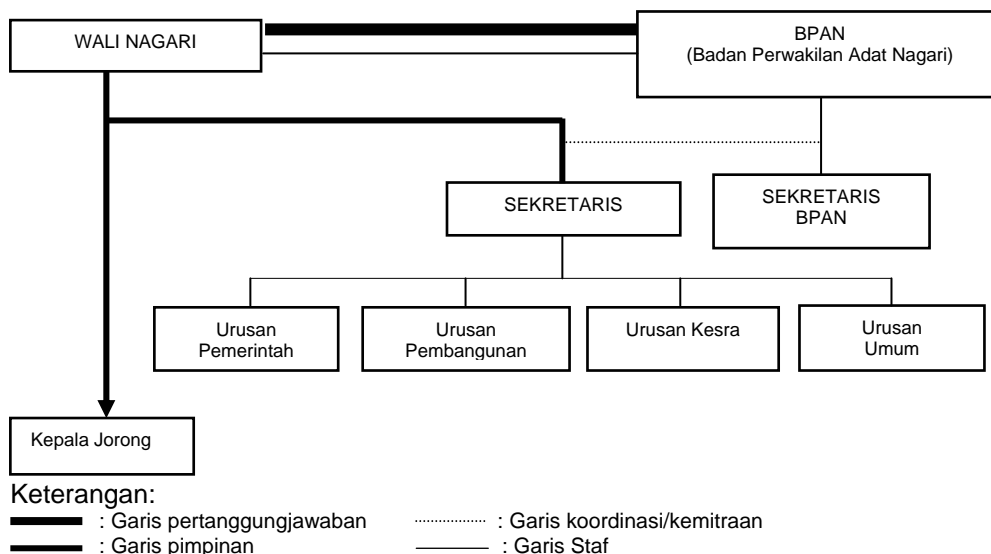 WALI NAGARI
BPAN
(Badan Perwakilan Adat Nagari)
SEKRETARIS
SEKRETARIS
BPAN
Urusan
Pemerintah
Urusan
Pembangunan
Urusan Kesra
Urusan
Umum
Kepala Jorong
Keterangan:
: Garis pertanggungjawaban
: Garis koordinasi/kemitraan
: Garis pimpinan
: Garis Staf